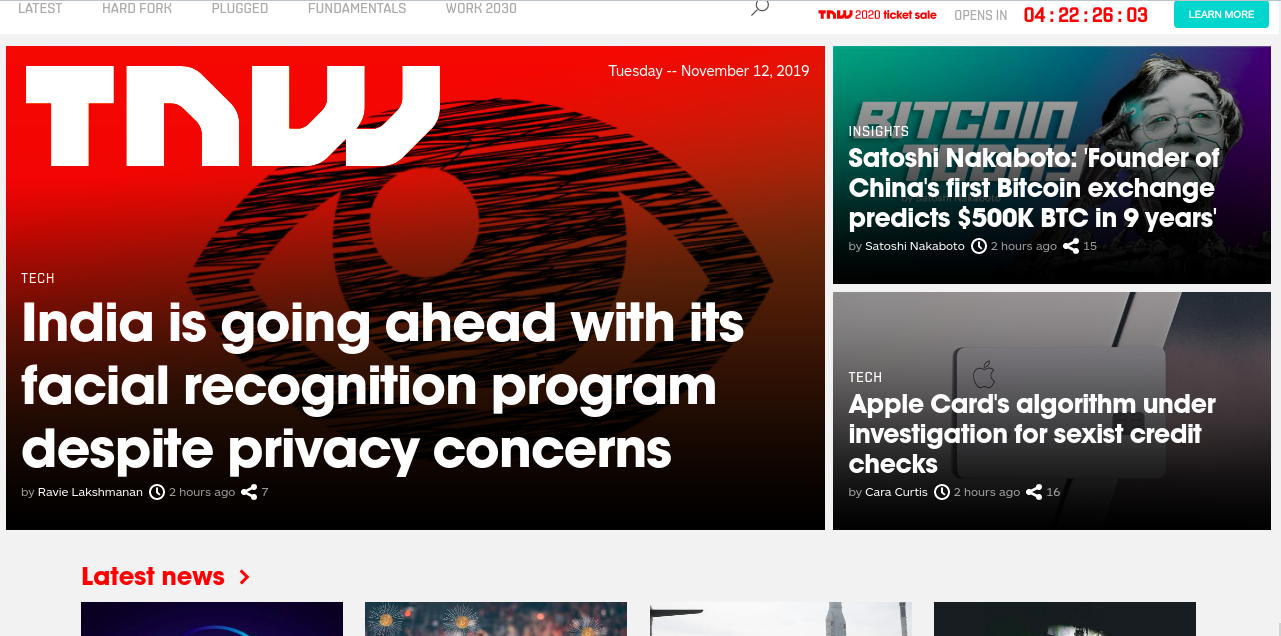 LATEST HARD FORK PLUGGED FUNDAMENTALS WORK 2030
TNW 2020 ticket sale OPENS IN 04 : 22 : 26 : 03 LEARN MORE
TNW
Tuesday -- November 12, 2019
TECH
India is going ahead with its
facial recognition program
despite privacy concerns
by Ravie Lakshmanan 2 hours ago 7
BITCOIN
TODAY
by Satoshi Nakaboto
INSIGHTS
Satoshi Nakaboto: 'Founder of
China's first Bitcoin exchange
predicts $500K BTC in 9 years'
by Satoshi Nakaboto 2 hours ago 15
TECH
Apple Card's algorithm under
investigation for sexist credit
checks
by Cara Curtis 2 hours ago 16
Latest news